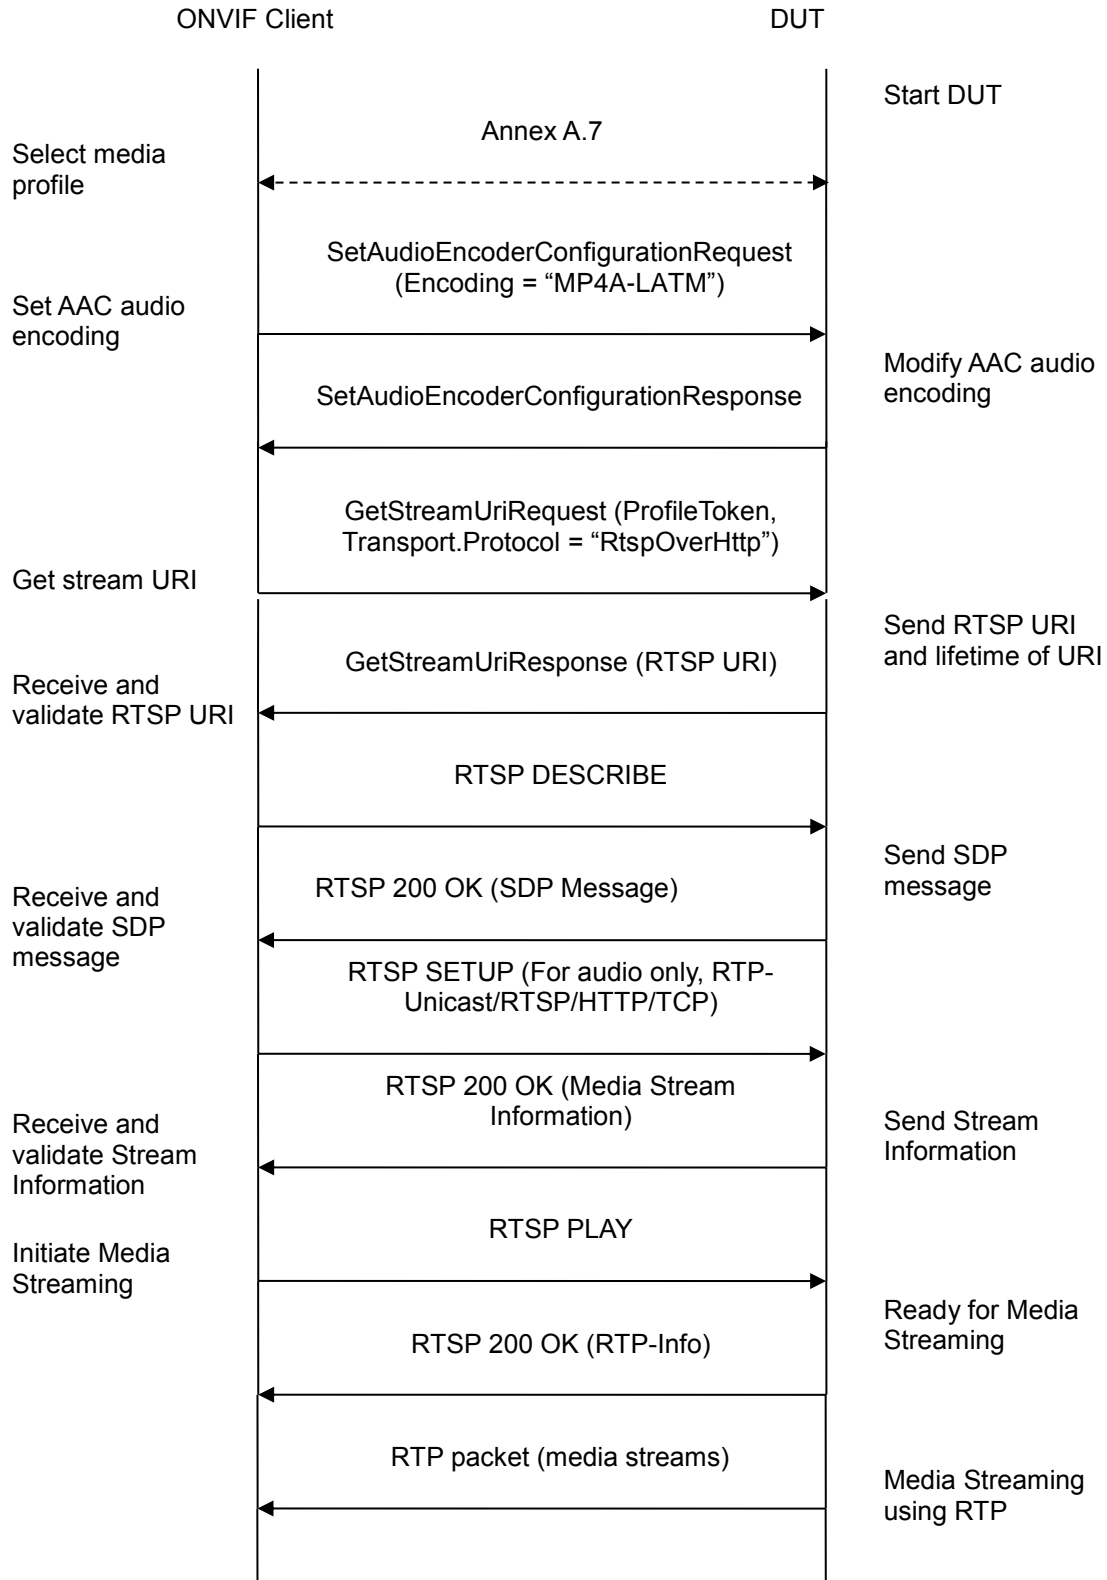 ONVIF Client
DUT
Start DUT
Annex A.7
Select media
profile
SetAudioEncoderConfigurationRequest
(Encoding = “MP4A-LATM”)
Set AAC audio
encoding
Modify AAC audio
encoding
SetAudioEncoderConfigurationResponse
GetStreamUriRequest (ProfileToken,
Transport.Protocol = “RtspOverHttp”)
Get stream URI
Send RTSP URI
and lifetime of URI
GetStreamUriResponse (RTSP URI)
Receive and
validate RTSP URI
RTSP DESCRIBE
Send SDP
message
RTSP 200 OK (SDP Message)
Receive and
validate SDP
message
RTSP SETUP (For audio only, RTP-
Unicast/RTSP/HTTP/TCP)
RTSP 200 OK (Media Stream
Information)
Receive and
validate Stream
Information
Send Stream
Information
RTSP PLAY
Initiate Media
Streaming
Ready for Media
Streaming
RTSP 200 OK (RTP-Info)
RTP packet (media streams)
Media Streaming
using RTP